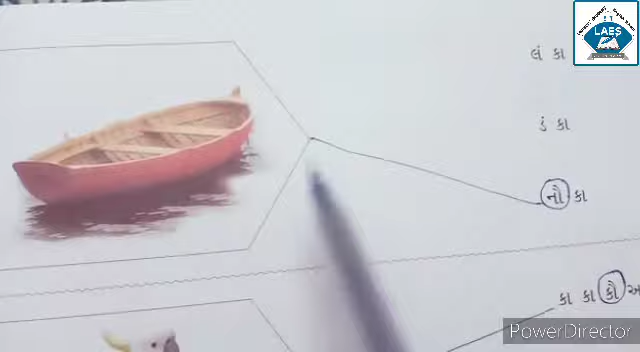 LAES
લં કા
ડં કા
નૌ કા
કા કા કૌ અ
PowerDirector